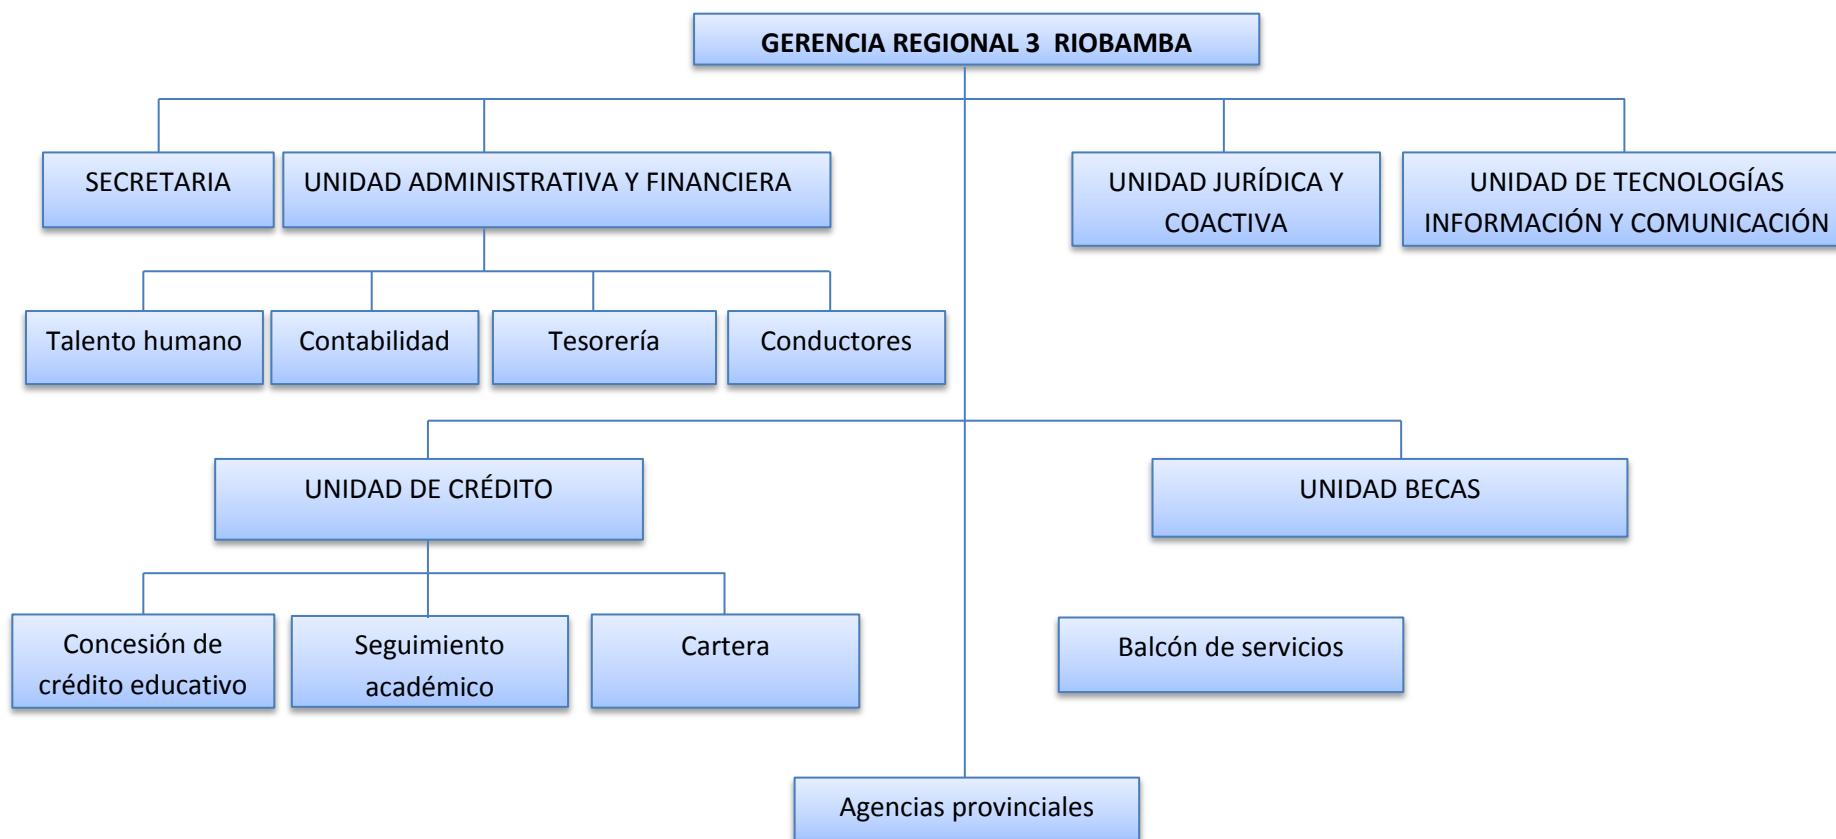 GERENCIA REGIONAL 3  RIOBAMBA
SECRETARIA
UNIDAD ADMINISTRATIVA Y FINANCIERA
UNIDAD JURÍDICA Y
COACTIVA
UNIDAD DE TECNOLOGÍAS
INFORMACIÓN Y COMUNICACIÓN
Talento humano
Contabilidad
Tesorería
Conductores
UNIDAD DE CRÉDITO
UNIDAD BECAS
Concesión de
crédito educativo
Seguimiento
académico
Cartera
Balcón de servicios
Agencias provinciales